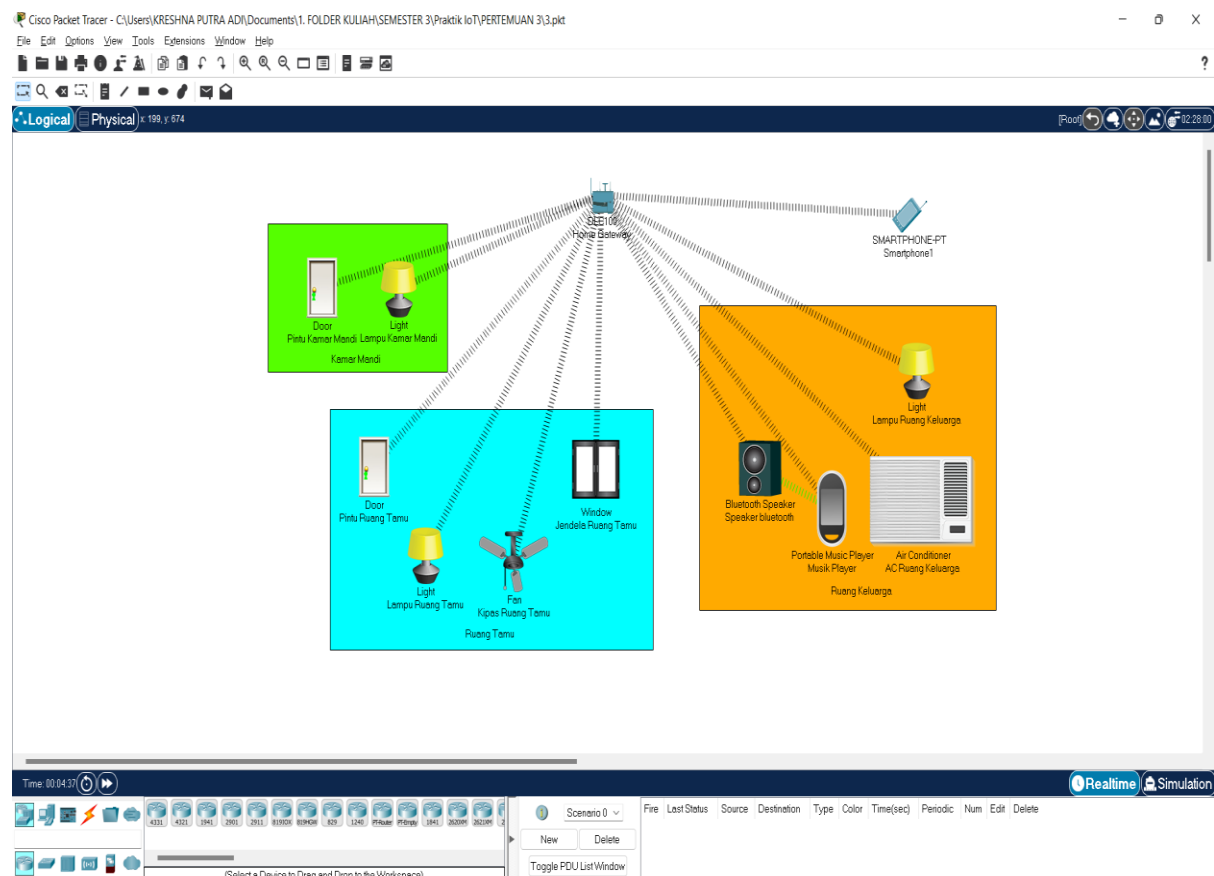 Cisco Packet Tracer - C:\Users\KRESHNA PUTRA ADI\Documents\1. FOLDER KULIAH\SEMESTER 3\Praktik IoT\PERTEMUAN 3\3.pkt
File Edit Options View Tools Extensions Window Help
Logical Physical x: 199, y: 674 [Root] 02:28:00
Home Gateway
SMARTPHONE-PT
Smartphone1
Door
Pintu Kamar Mandi
Light
Lampu Kamar Mandi
Kamar Mandi
Door
Pintu Ruang Tamu
Light
Lampu Ruang Tamu
Fan
Kipas Ruang Tamu
Window
Jendela Ruang Tamu
Ruang Tamu
Light
Lampu Ruang Keluarga
Bluetooth Speaker
Speaker bluetooth
Portable Music Player
Musik Player
Air Conditioner
AC Ruang Keluarga
Ruang Keluarga
Time: 00:04:37
Realtime Simulation
4331 4321 1941 2901 2911 819IOX 819HGW 829 1240 PT-Router PT-Empty 1841 2620XM 2621XM
(Select a Device to Drag and Drop to the Workspace)
Scenario 0
New Delete
Toggle PDU List Window
Fire Last Status Source Destination Type Color Time(sec) Periodic Num Edit Delete